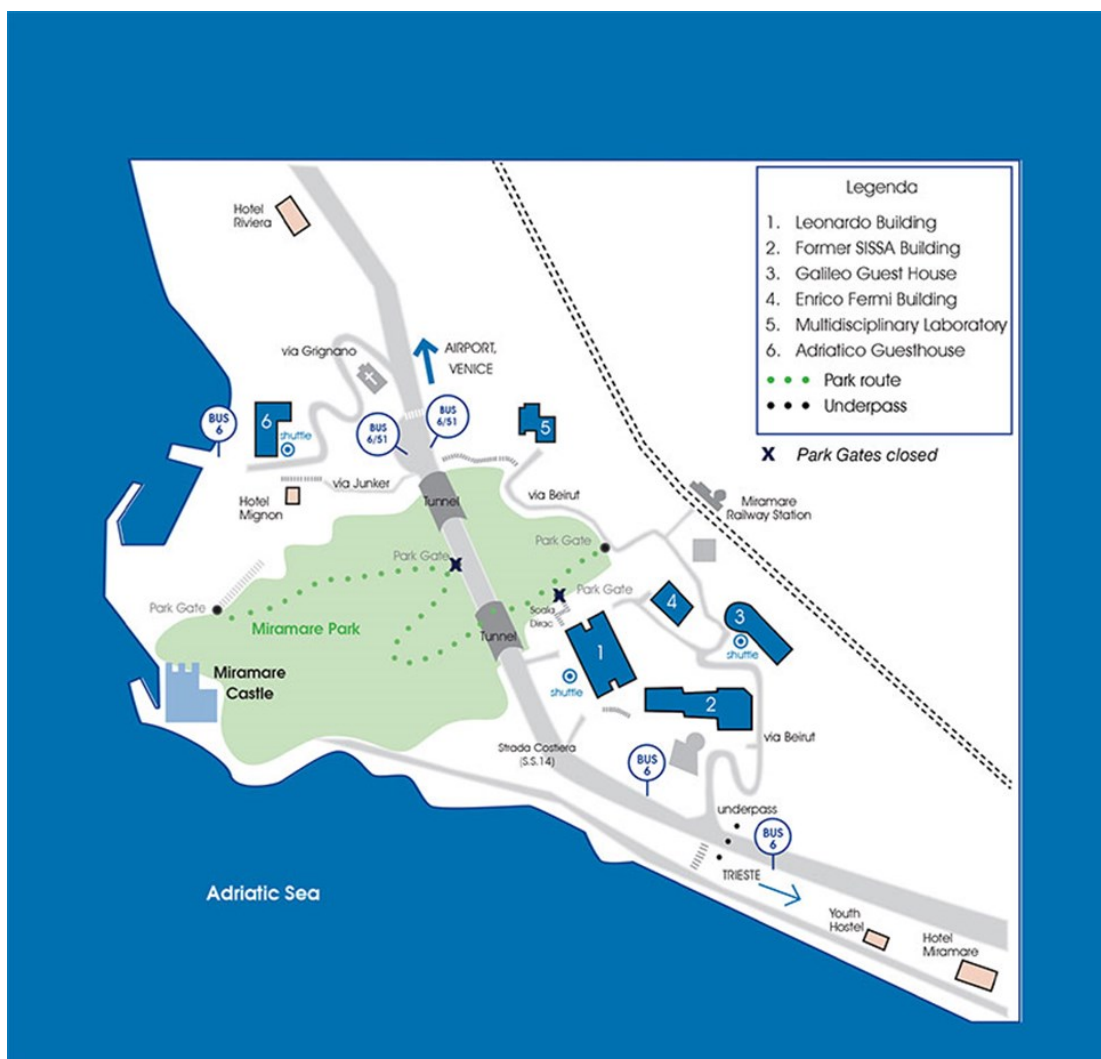 Legenda
1. Leonardo Building
2. Former SISSA Building
3. Galileo Guest House
4. Enrico Fermi Building
5. Multidisciplinary Laboratory
6. Adriatico Guesthouse
Park route
Underpass
X Park Gates closed
Hotel
Riviera
via Grignano
AIRPORT,
VENICE
BUS
6
6
shuttle
BUS
6/51
BUS
6/51
5
Hotel
Mignon
via Junker
Tunnel
via Beirut
Miramare
Railway Station
Park Gate
Park Gate
Park Gate
Park Gate
Miramare Park
Scala
Dirac
Tunnel
4
3
shuttle
1
shuttle
2
Miramare
Castle
Strada Costiera
(S.S.14)
via Beirut
BUS
6
underpass
BUS
6
TRIESTE
Adriatic Sea
Youth
Hostel
Hotel
Miramare